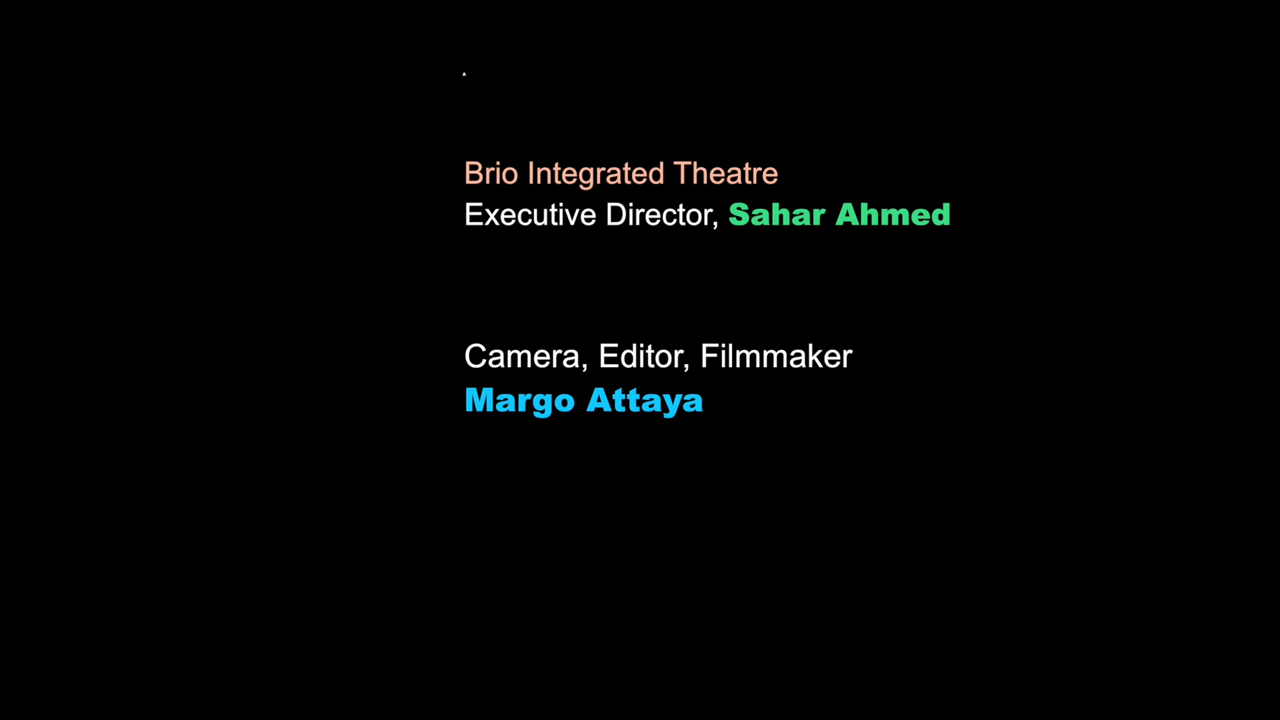 Brio Integrated Theatre
Executive Director, Sahar Ahmed
Camera, Editor, Filmmaker
Margo Attaya